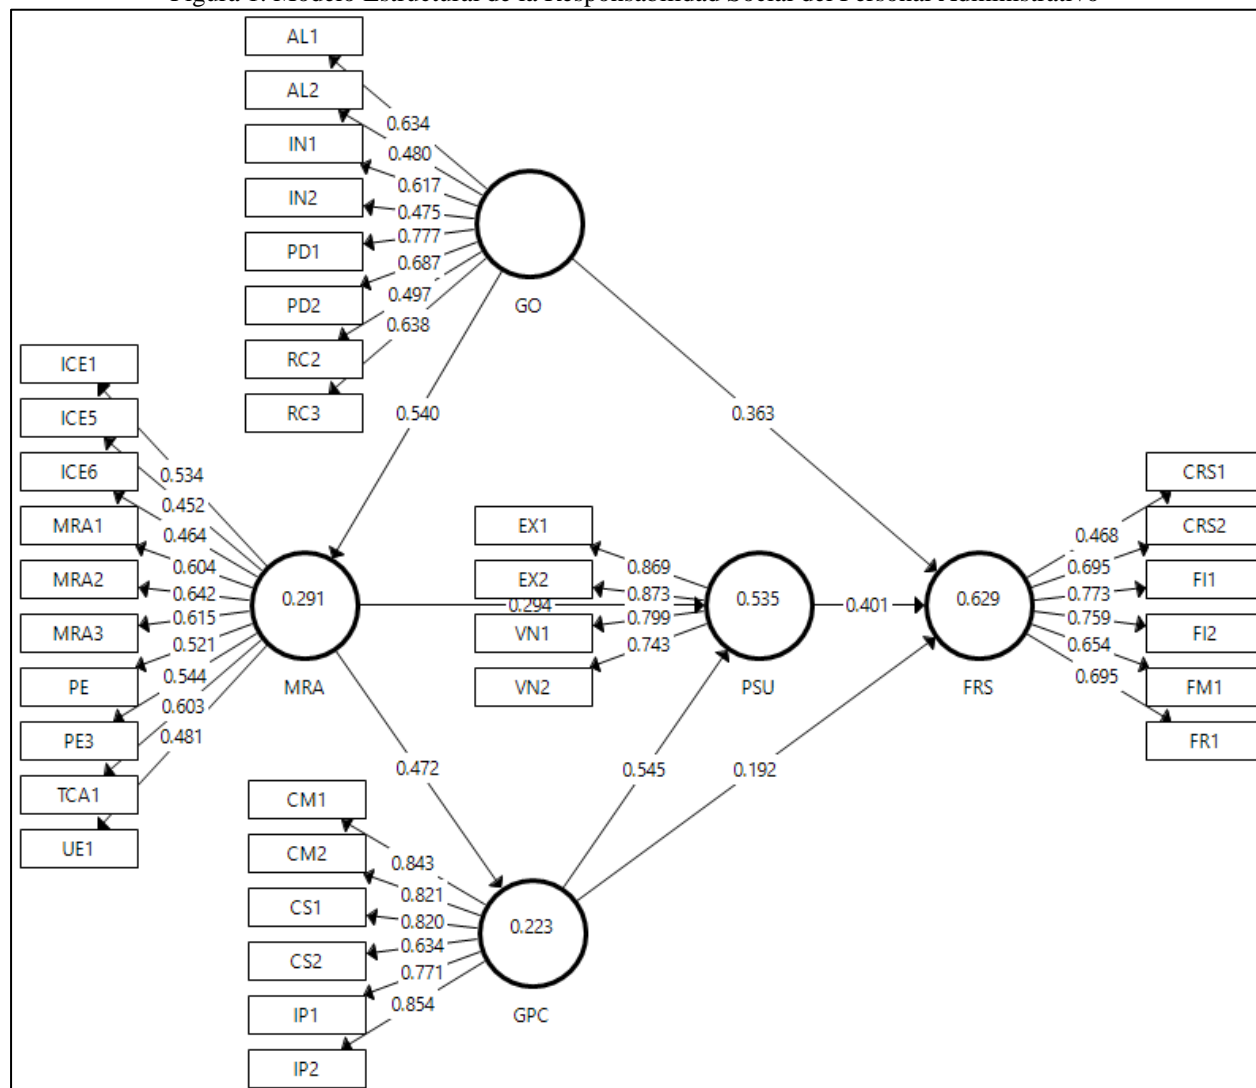 Figura 1. Modelo Estructural de la Responsabilidad Social del Personal Administrativo
AL1
AL2
IN1
IN2
PD1
PD2
RC2
RC3
0.634
0.480
0.617
0.475
0.777
0.687
0.497
0.638
GO
0.540
0.363
ICE1
ICE5
ICE6
MRA1
MRA2
MRA3
PE
PE3
TCA1
UE1
0.534
0.452
0.464
0.604
0.642
0.615
0.521
0.544
0.603
0.481
0.291
MRA
0.294
0.472
EX1
EX2
VN1
VN2
0.869
0.873
0.799
0.743
0.535
PSU
0.401
0.629
FRS
0.468
0.695
0.773
0.759
0.654
0.695
CRS1
CRS2
FI1
FI2
FM1
FR1
0.545
0.192
CM1
CM2
CS1
CS2
IP1
IP2
0.843
0.821
0.820
0.634
0.771
0.854
0.223
GPC